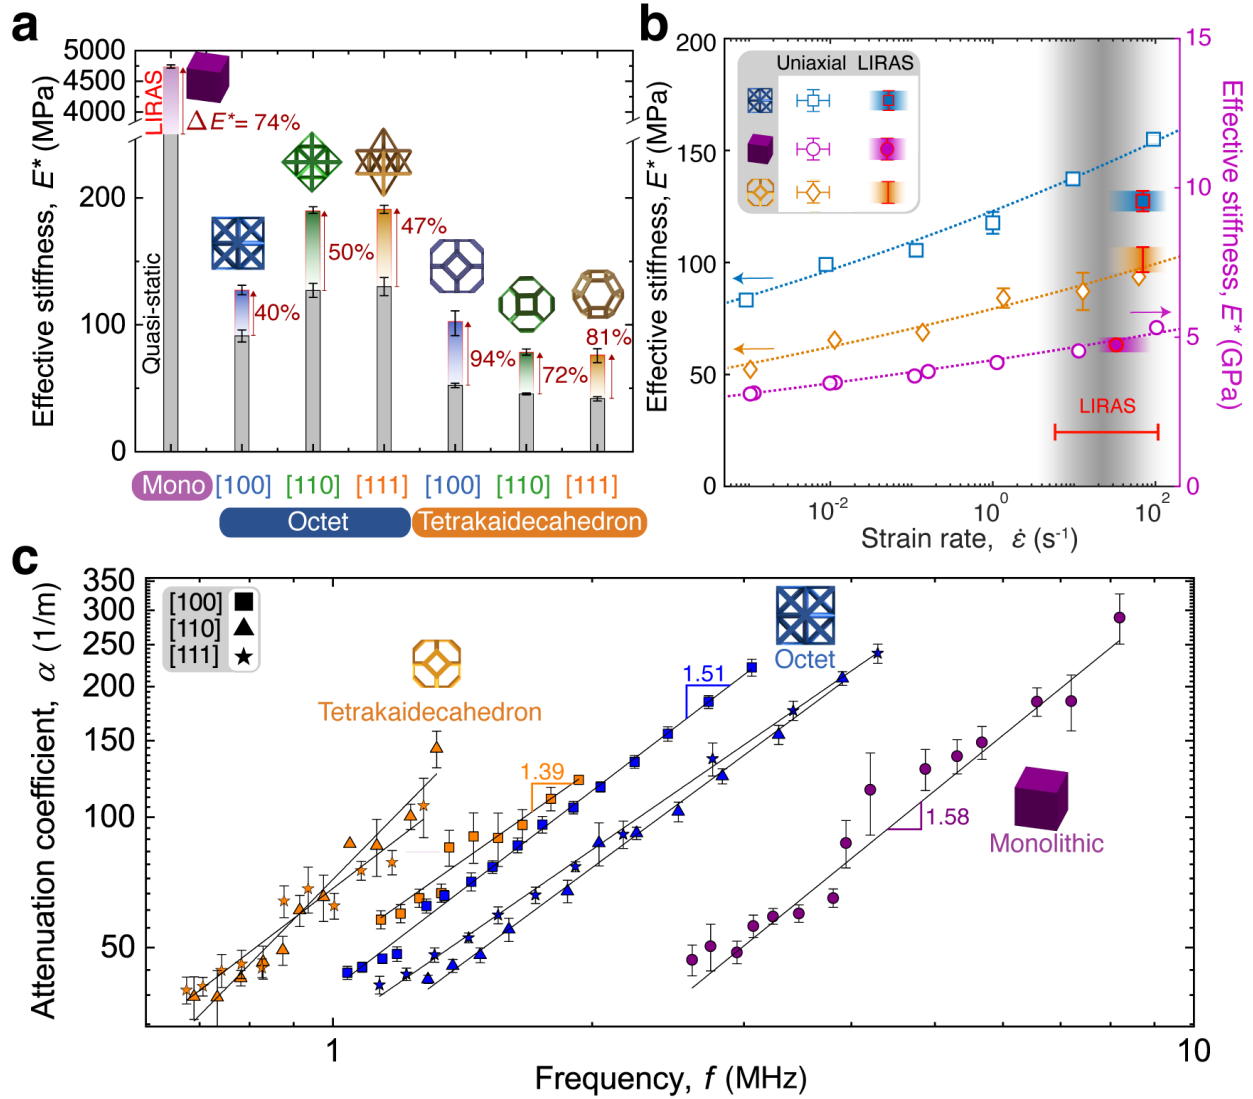 a
5000
4500
4000
200
100
0
Effective stiffness, E* (MPa)
LIRAS
Quasi-static
ΔE*= 74%
40%
50%
47%
94%
72%
81%
Mono [100] [110] [111] [100] [110] [111]
Octet Tetrakaidecahedron
b
200
150
100
50
0
Effective stiffness, E* (MPa)
Uniaxial LIRAS
15
10
5
0
Effective stiffness, E* (GPa)
LIRAS
10⁻² 10⁰ 10²
Strain rate, ε̇ (s⁻¹)
c
350
300
250
200
150
100
50
Attenuation coefficient, α (1/m)
[100]
[110]
[111]
Tetrakaidecahedron
1.39
1.51
Octet
1.58
Monolithic
1 10
Frequency, f (MHz)